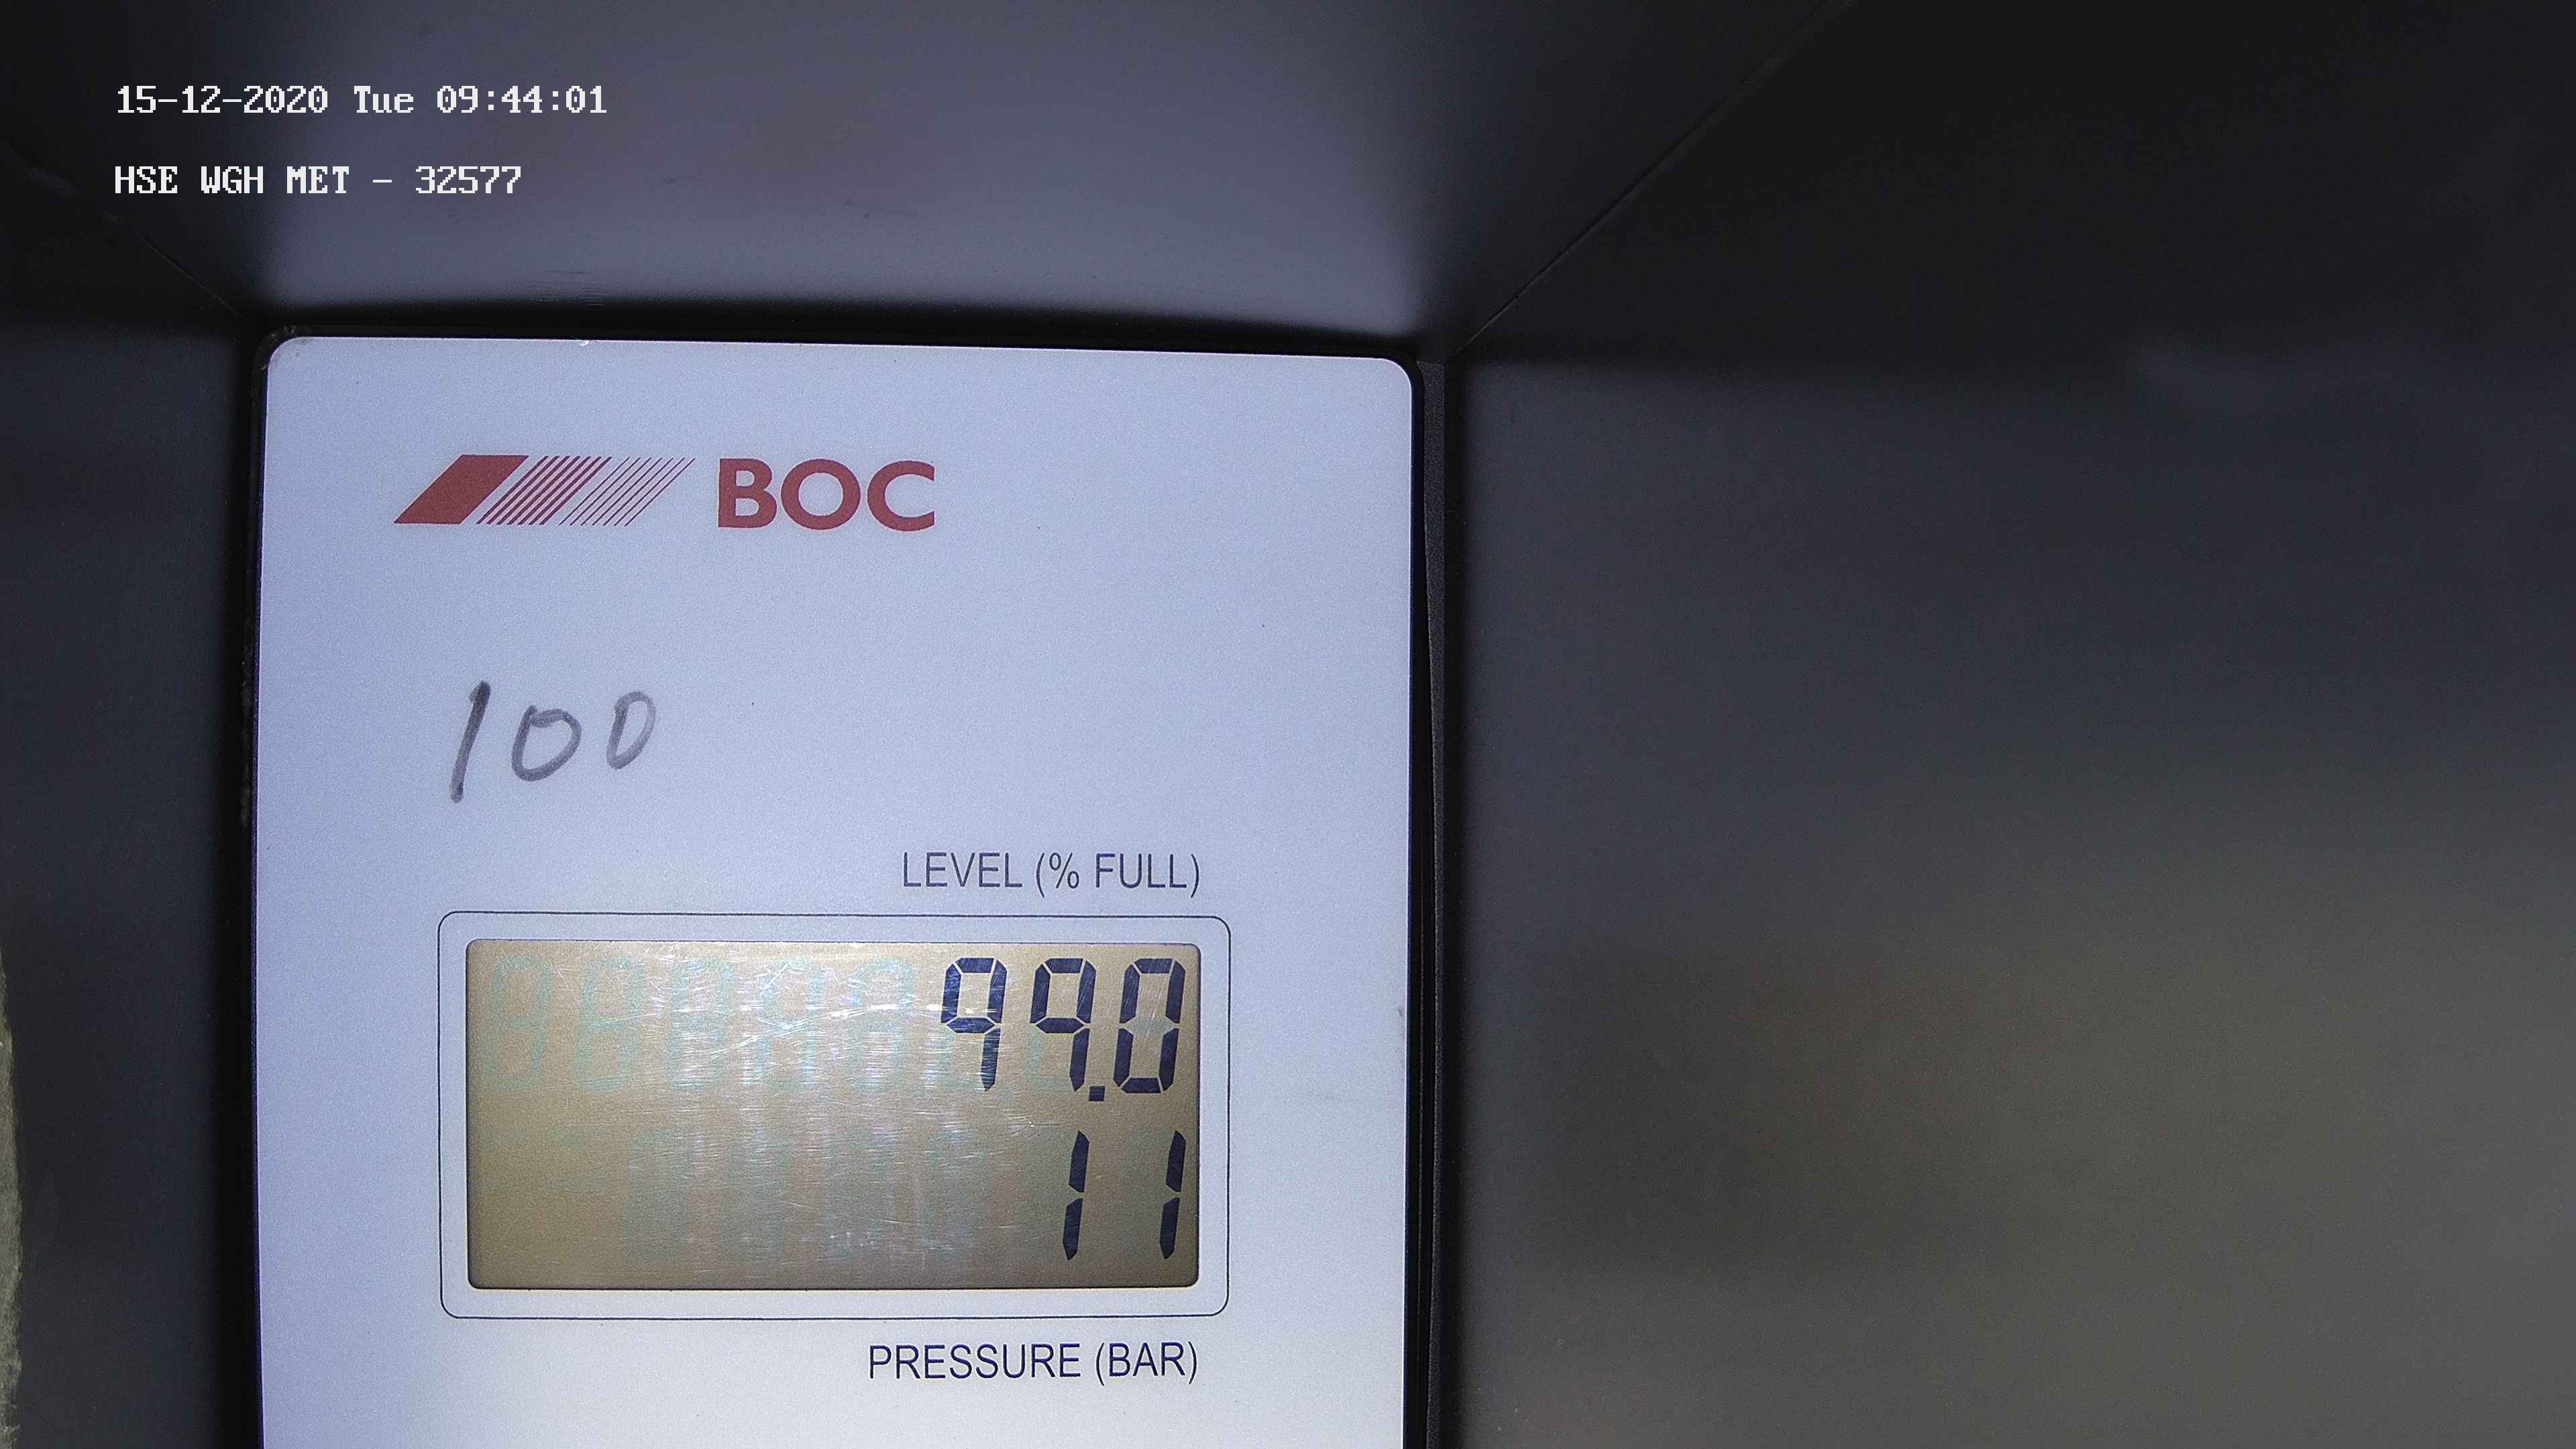 15-12-2020 Tue 09:44:01
HSE WGH MET - 32577
BOC
100
LEVEL (% FULL)
99.0
11
PRESSURE (BAR)